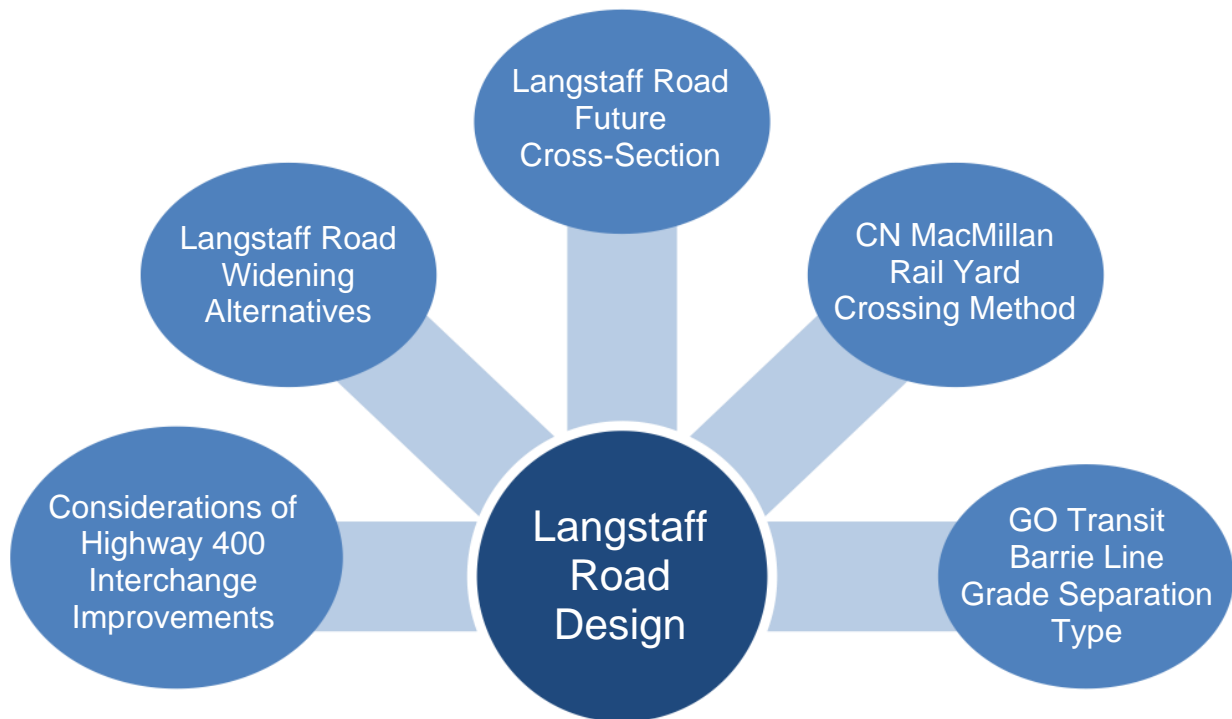 Langstaff Road
Future
Cross-Section
Langstaff Road
Widening
Alternatives
CN MacMillan
Rail Yard
Crossing Method
Considerations of
Highway 400
Interchange
Improvements
Langstaff
Road
Design
GO Transit
Barrie Line
Grade Separation
Type